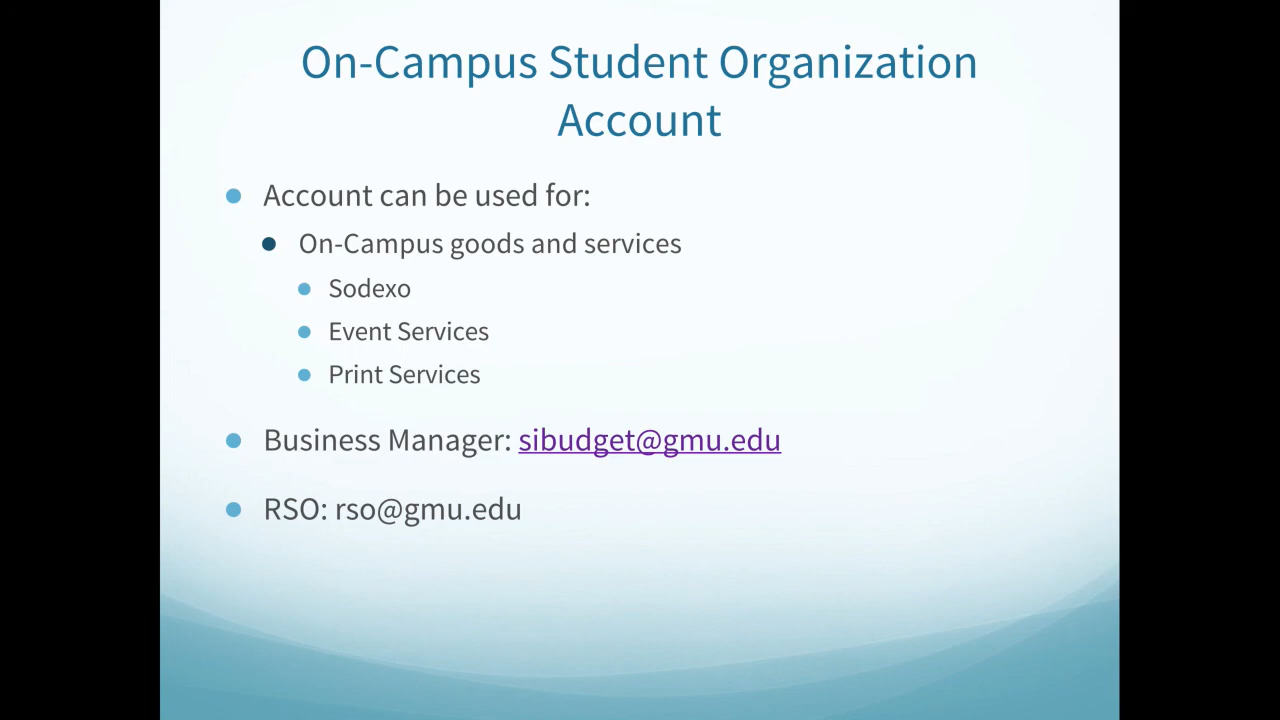 On-Campus Student Organization
Account
Account can be used for:
On-Campus goods and services
Sodexo
Event Services
Print Services
Business Manager: sibudget@gmu.edu
RSO: rso@gmu.edu